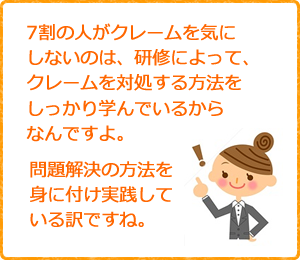 7割の人がクレームを気に
しないのは、研修によって、
クレームを対処する方法を
しっかり学んでいるから
なんですよ。
問題解決の方法を
身に付け実践して
いる訳ですね。